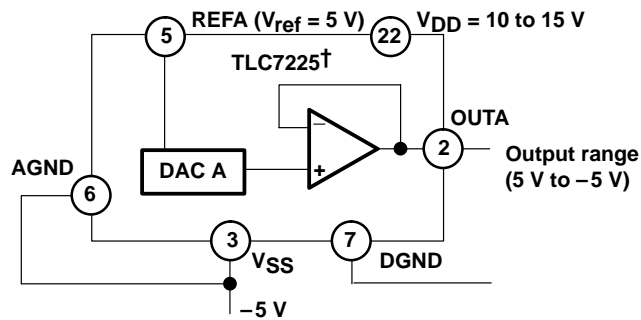 5
REFA (Vref = 5 V)
22
VDD = 10 to 15 V
TLC7225†
−
OUTA
2
+
DAC A
Output range
(5 V to −5 V)
AGND
6
3
VSS
7
DGND
−5 V